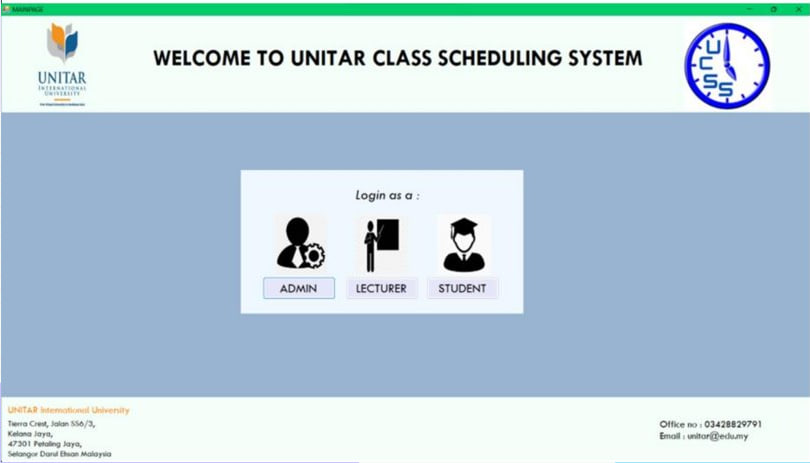 MAINPAGE
UNITAR
INTERNATIONAL
UNIVERSITY
WELCOME TO UNITAR CLASS SCHEDULING SYSTEM
UCSS
Login as a :
ADMIN
LECTURER
STUDENT
UNITAR International University
Tierra Crest, Jalan SS6/3,
Kelana Jaya,
47301 Petaling Jaya,
Selangor Darul Ehsan Malaysia
Office no : 03428829791
Email : unitar@edu.my